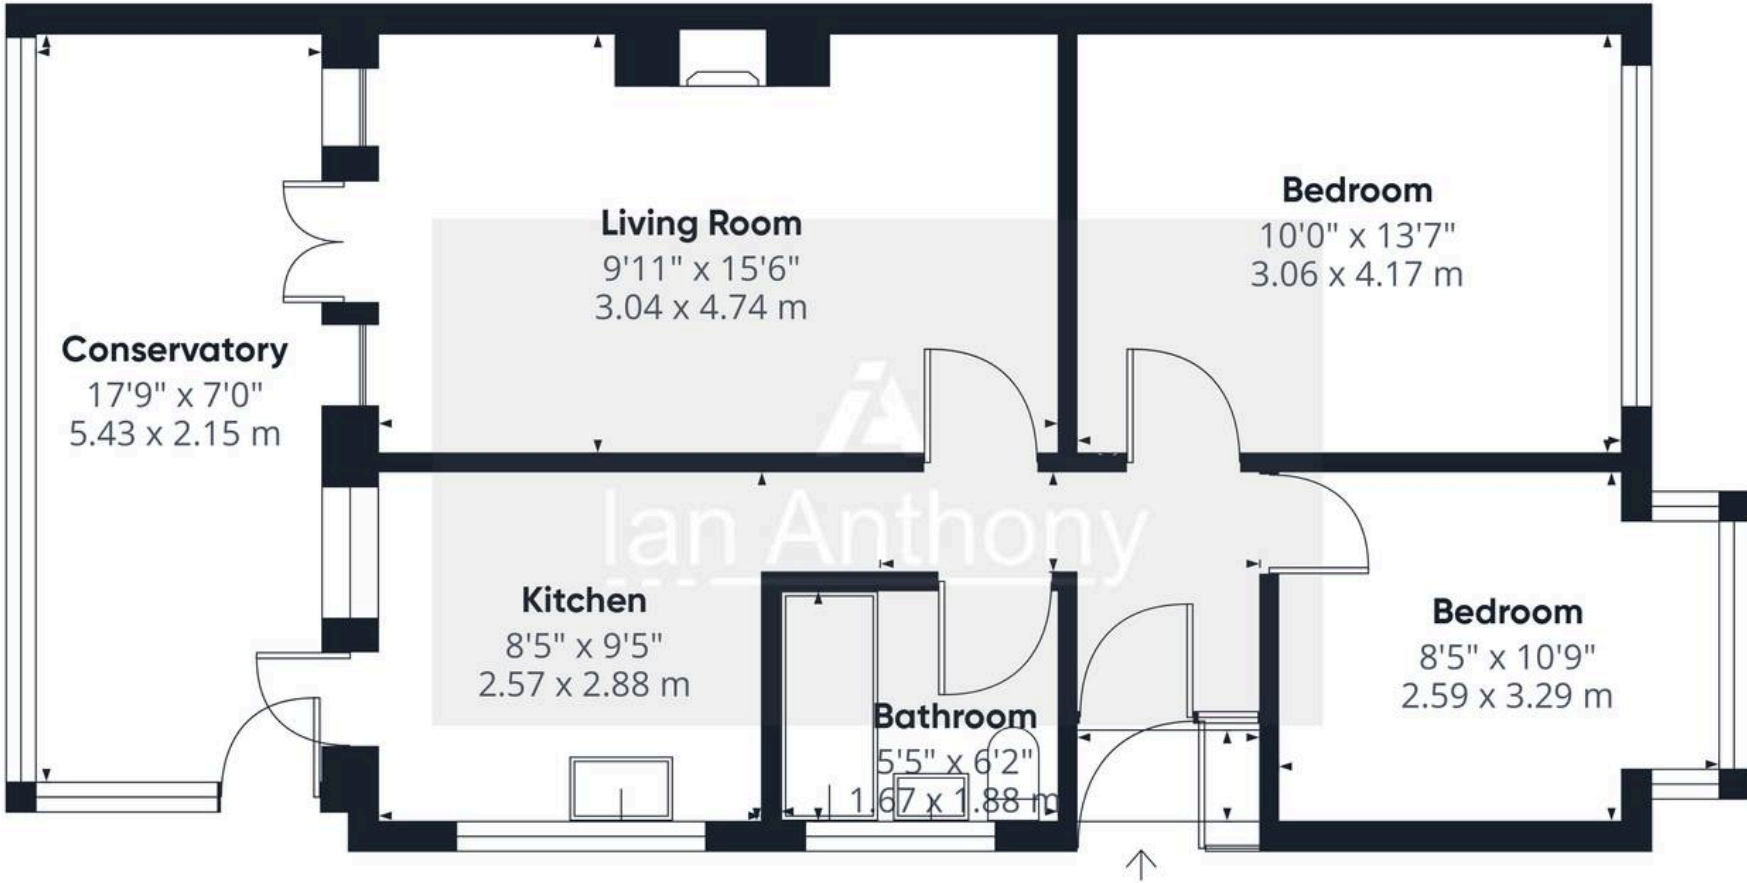 Living Room
9'11" x 15'6"
3.04 x 4.74 m
Bedroom
10'0" x 13'7"
3.06 x 4.17 m
Conservatory
17'9" x 7'0"
5.43 x 2.15 m
Ian Anthony
Kitchen
8'5" x 9'5"
2.57 x 2.88 m
Bathroom
5'5" x 6'2"
1.67 x 1.88 m
Bedroom
8'5" x 10'9"
2.59 x 3.29 m